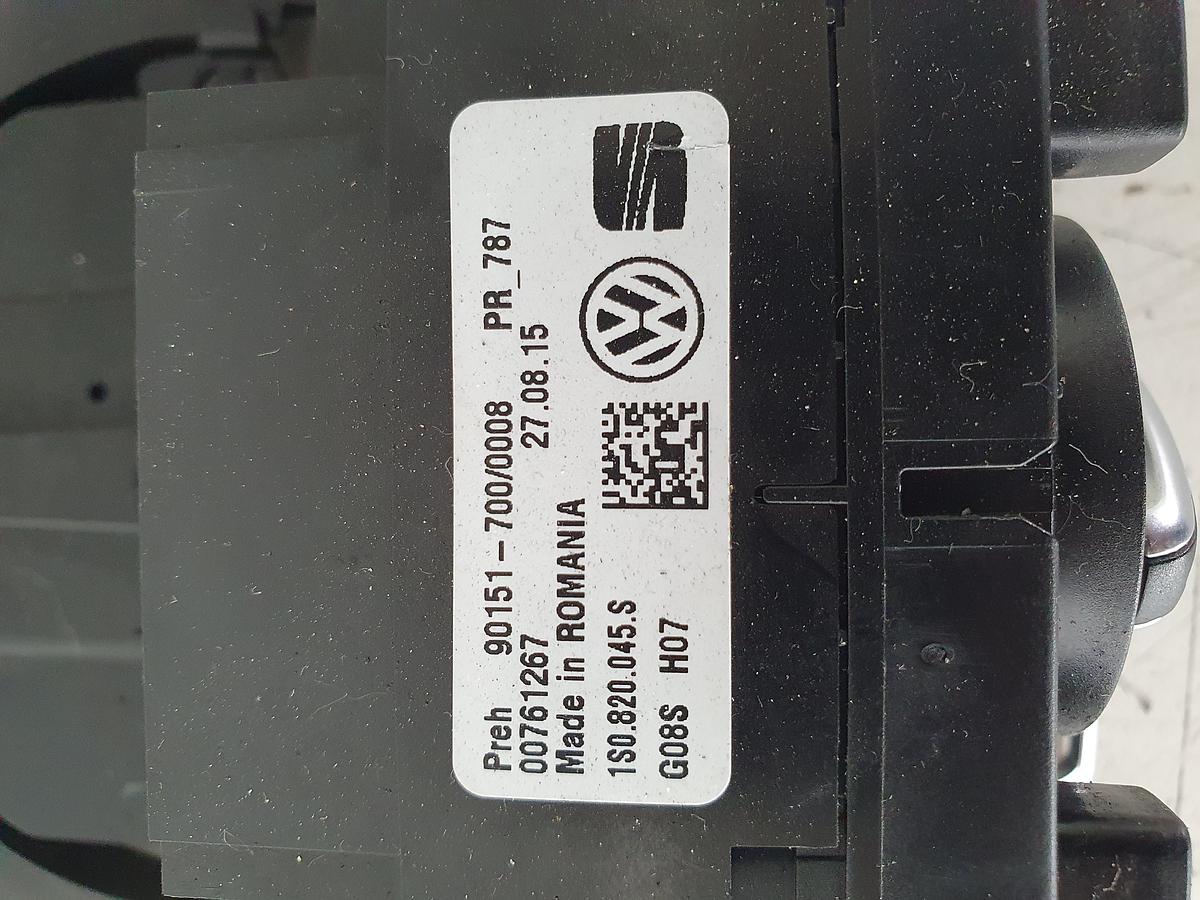 Preh 90151-700/0008 PR_787
00761267 27.08.15
Made in ROMANIA
1S0.820.045.S
G08S H07